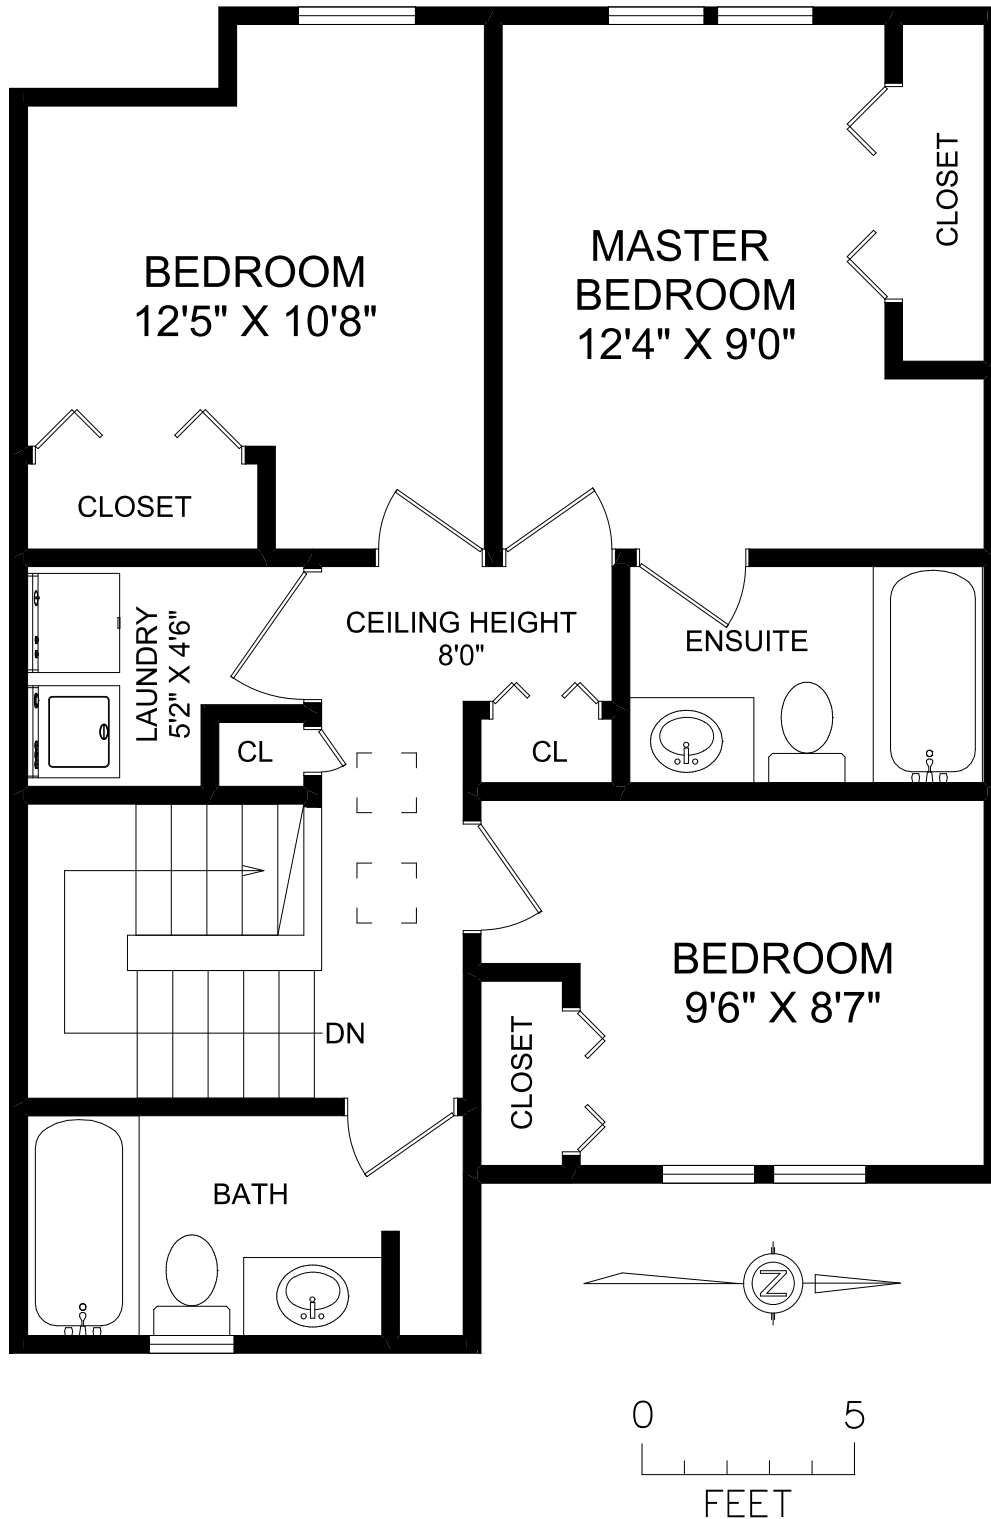 CLOSET
MASTER
BEDROOM
12'4" X 9'0"
BEDROOM
12'5" X 10'8"
CLOSET
LAUNDRY
5'2" X 4'6"
CEILING HEIGHT
8'0"
ENSUITE
CL
CL
BEDROOM
9'6" X 8'7"
CLOSET
DN
BATH
N
0 5
FEET